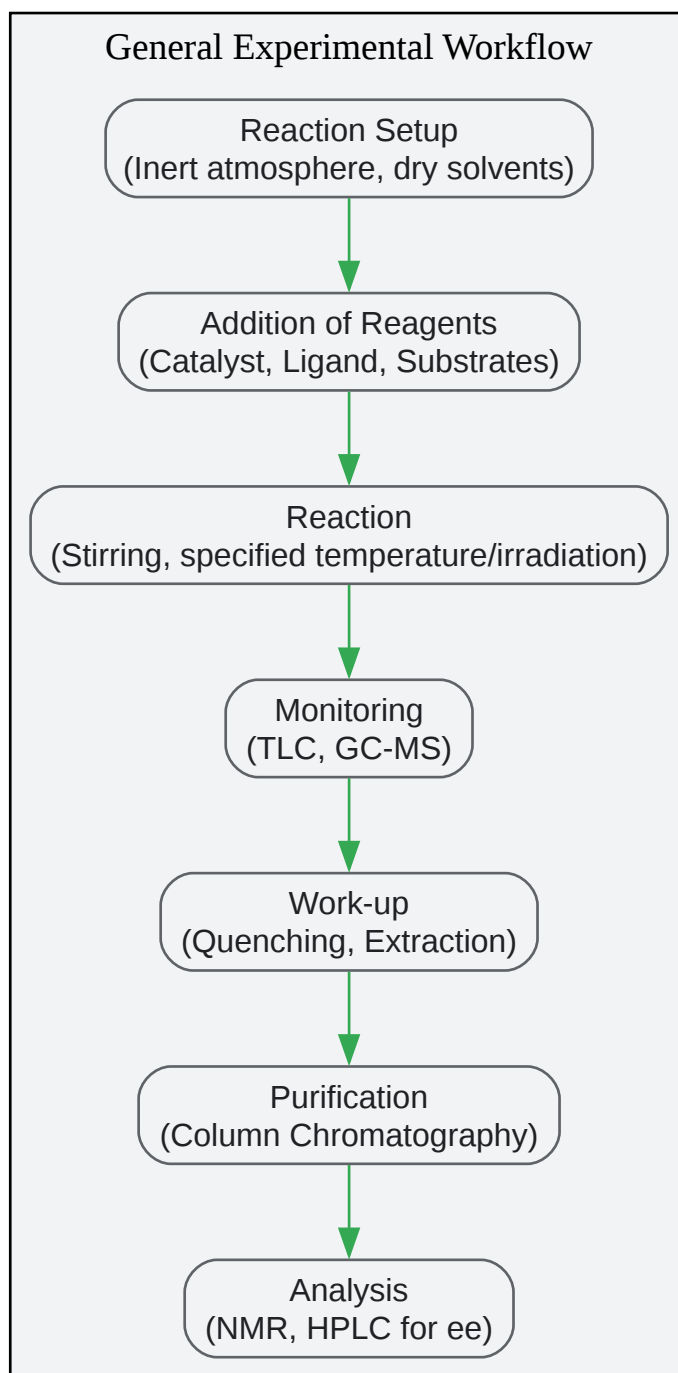 General Experimental Workflow
Reaction Setup
(Inert atmosphere, dry solvents)
Addition of Reagents
(Catalyst, Ligand, Substrates)
Reaction
(Stirring, specified temperature/irradiation)
Monitoring
(TLC, GC-MS)
Work-up
(Quenching, Extraction)
Purification
(Column Chromatography)
Analysis
(NMR, HPLC for ee)